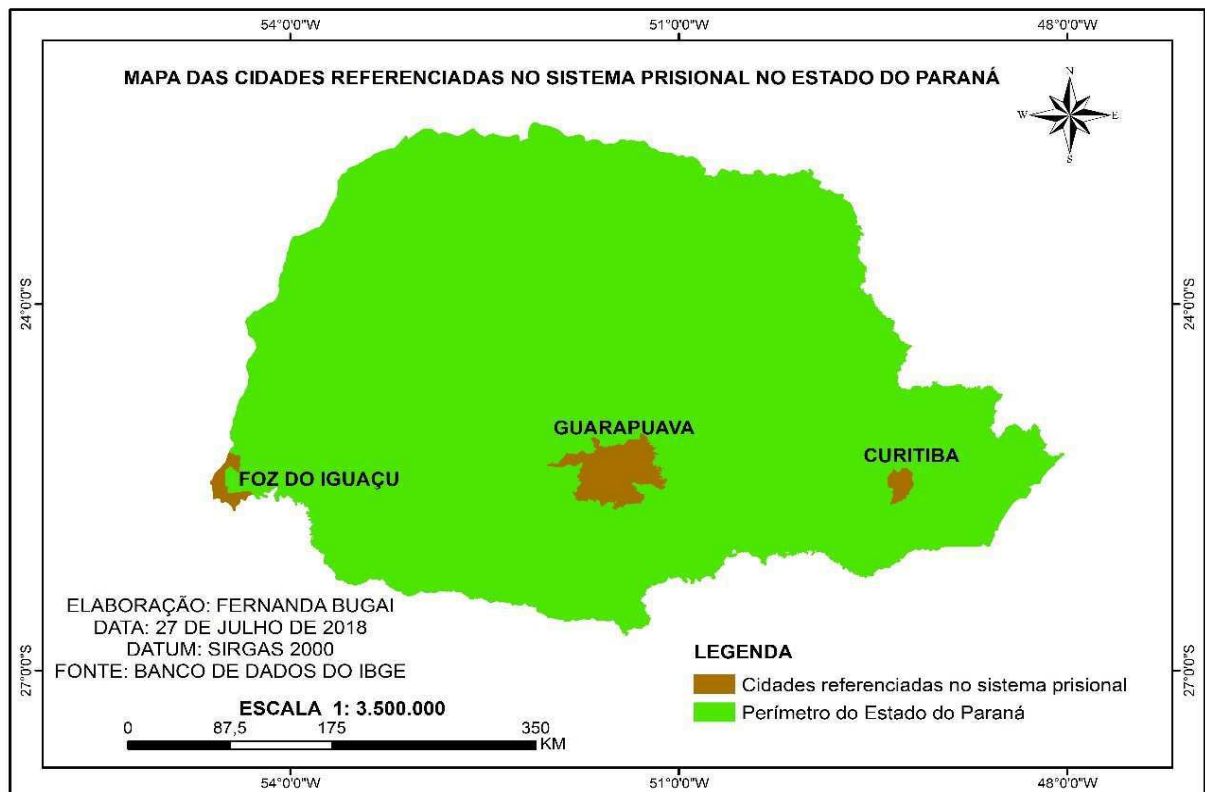 54°0'0"W 51°0'0"W 48°0'0"W
MAPA DAS CIDADES REFERENCIADAS NO SISTEMA PRISIONAL NO ESTADO DO PARANÁ
N
W E
S
24°0'0"S 24°0'0"S
GUARAPUAVA
CURITIBA
FOZ DO IGUAÇU
ELABORAÇÃO: FERNANDA BUGAI
DATA: 27 DE JULHO DE 2018
DATUM: SIRGAS 2000
FONTE: BANCO DE DADOS DO IBGE
27°0'0"S 27°0'0"S
ESCALA 1: 3.500.000
0 87,5 175 350
KM
LEGENDA
Cidades referenciadas no sistema prisional
Perímetro do Estado do Paraná
54°0'0"W 51°0'0"W 48°0'0"W